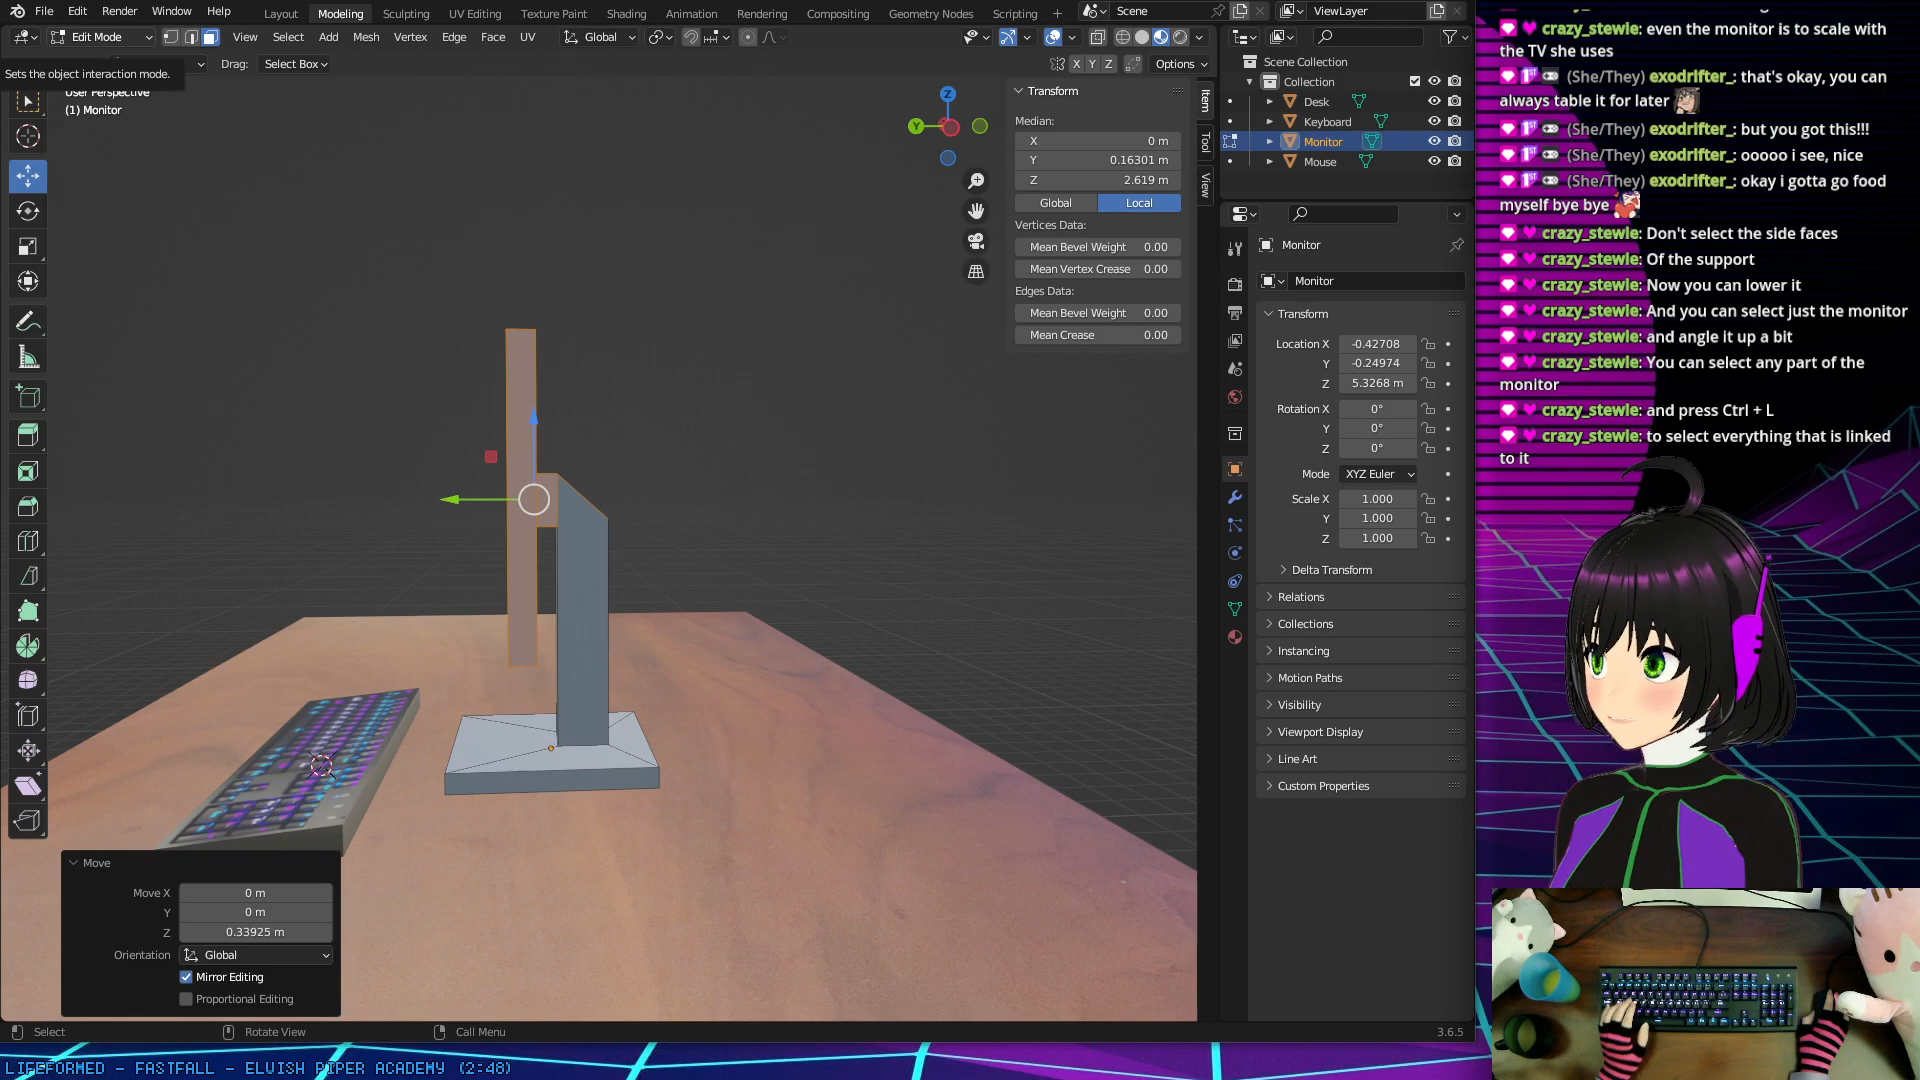 File Edit Render Window Help
Layout Modeling Sculpting UV Editing Texture Paint Shading Animation Rendering Compositing Geometry Nodes Scripting +
Scene
ViewLayer
Edit Mode
View Select Add Mesh Vertex Edge Face UV
Global
Sets the object interaction mode.
Drag:
Select Box
X Y Z
Options
User Perspective
(1) Monitor
Z
Y
Transform
Median:
X 0 m
Y 0.16301 m
Z 2.619 m
Global Local
Vertices Data:
Mean Bevel Weight 0.00
Mean Vertex Crease 0.00
Edges Data:
Mean Bevel Weight 0.00
Mean Crease 0.00
Item
Tool
View
Scene Collection
Collection
Desk
Keyboard
Monitor
Mouse
Monitor
Monitor
Transform
Location X -0.42708
Y -0.24974
Z 5.3268 m
Rotation X 0°
Y 0°
Z 0°
Mode XYZ Euler
Scale X 1.000
Y 1.000
Z 1.000
Delta Transform
Relations
Collections
Instancing
Motion Paths
Visibility
Viewport Display
Line Art
Custom Properties
Move
Move X 0 m
Y 0 m
Z 0.33925 m
Orientation Global
Mirror Editing
Proportional Editing
Select
Rotate View
Call Menu
3.6.5
crazy_stewie: even the monitor is to scale with
the TV she uses
(She/They) exodrifter_: that's okay, you can
always table it for later
(She/They) exodrifter_: but you got this!!!
(She/They) exodrifter_: ooooo i see, nice
(She/They) exodrifter_: okay i gotta go food
myself bye bye
crazy_stewie: Don't select the side faces
crazy_stewie: Of the support
crazy_stewie: Now you can lower it
crazy_stewie: And you can select just the monitor
crazy_stewie: and angle it up a bit
crazy_stewie: You can select any part of the
monitor
crazy_stewie: and press Ctrl + L
crazy_stewie: to select everything that is linked
to it
LIFEFORMED - FASTFALL - ELVISH PIPER ACADEMY (2:48)